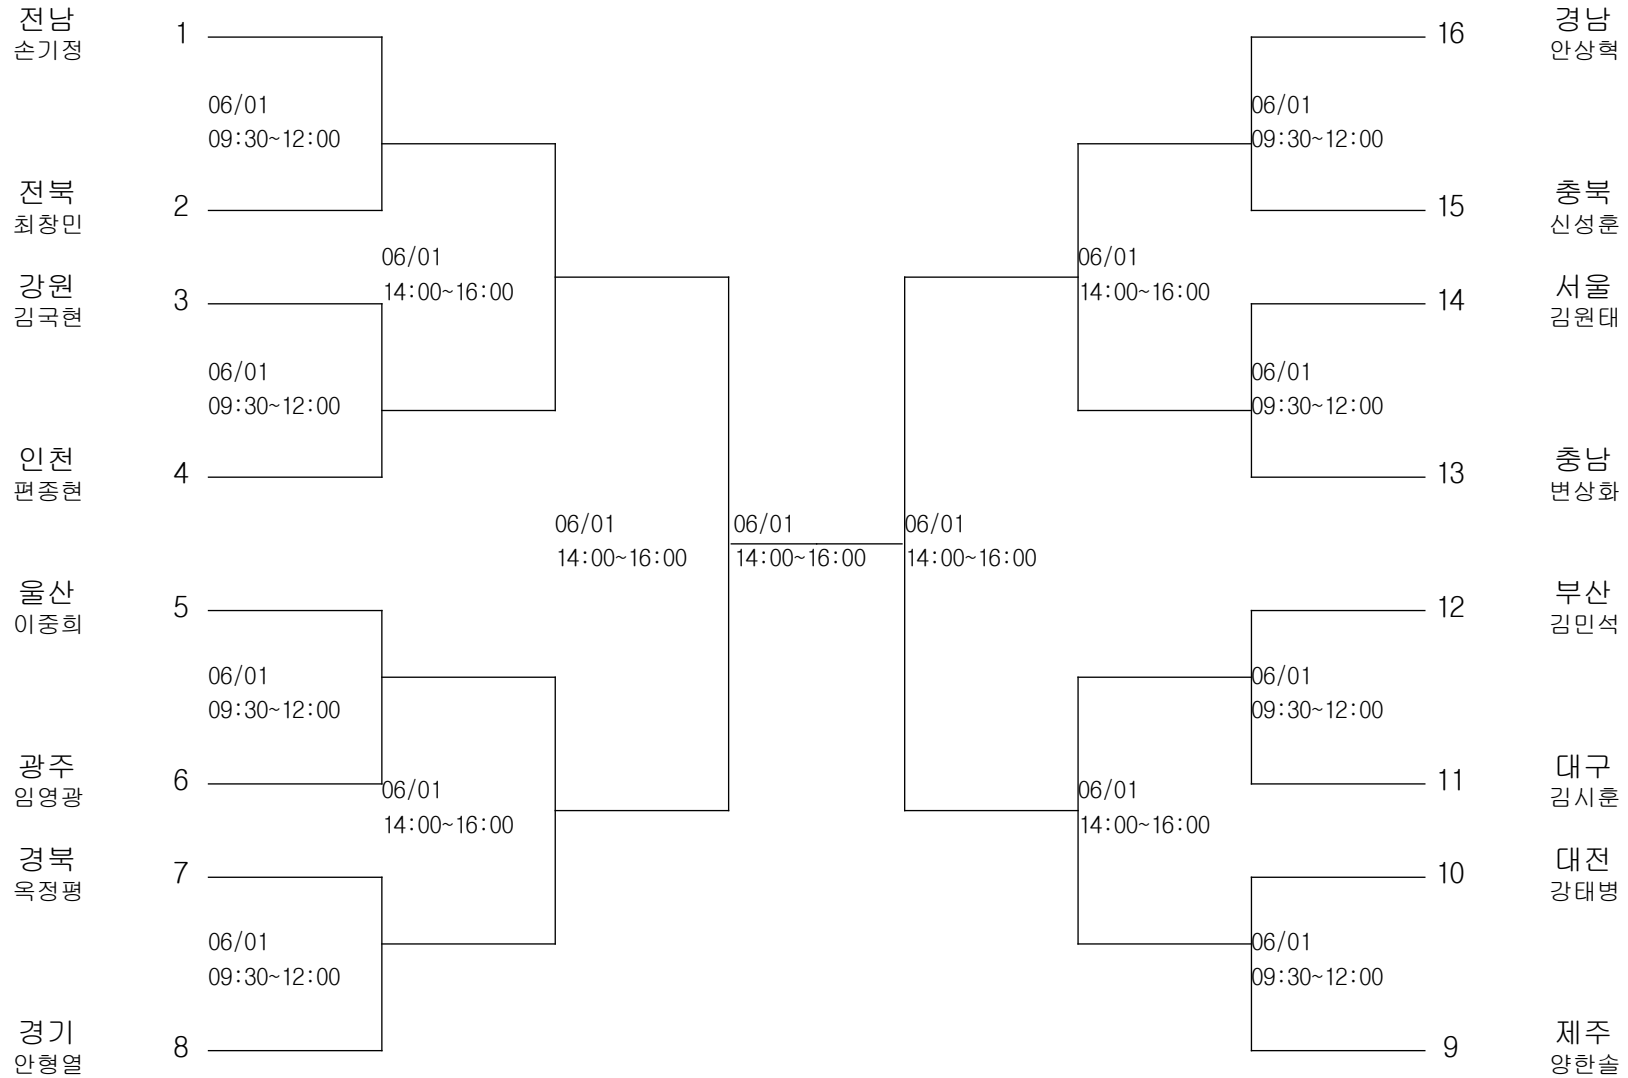 전남
손기정
1
16
경남
안상혁
06/01
09:30~12:00
06/01
09:30~12:00
전북
최창민
2
15
충북
신성훈
06/01
14:00~16:00
06/01
14:00~16:00
강원
김국현
3
14
서울
김원태
06/01
09:30~12:00
06/01
09:30~12:00
인천
편종현
4
13
충남
변상화
06/01
14:00~16:00
06/01
14:00~16:00
06/01
14:00~16:00
울산
이중희
5
12
부산
김민석
06/01
09:30~12:00
06/01
09:30~12:00
광주
임영광
6
11
대구
김시훈
06/01
14:00~16:00
06/01
14:00~16:00
경북
옥정평
7
10
대전
강태병
06/01
09:30~12:00
06/01
09:30~12:00
경기
안형열
8
9
제주
양한솔